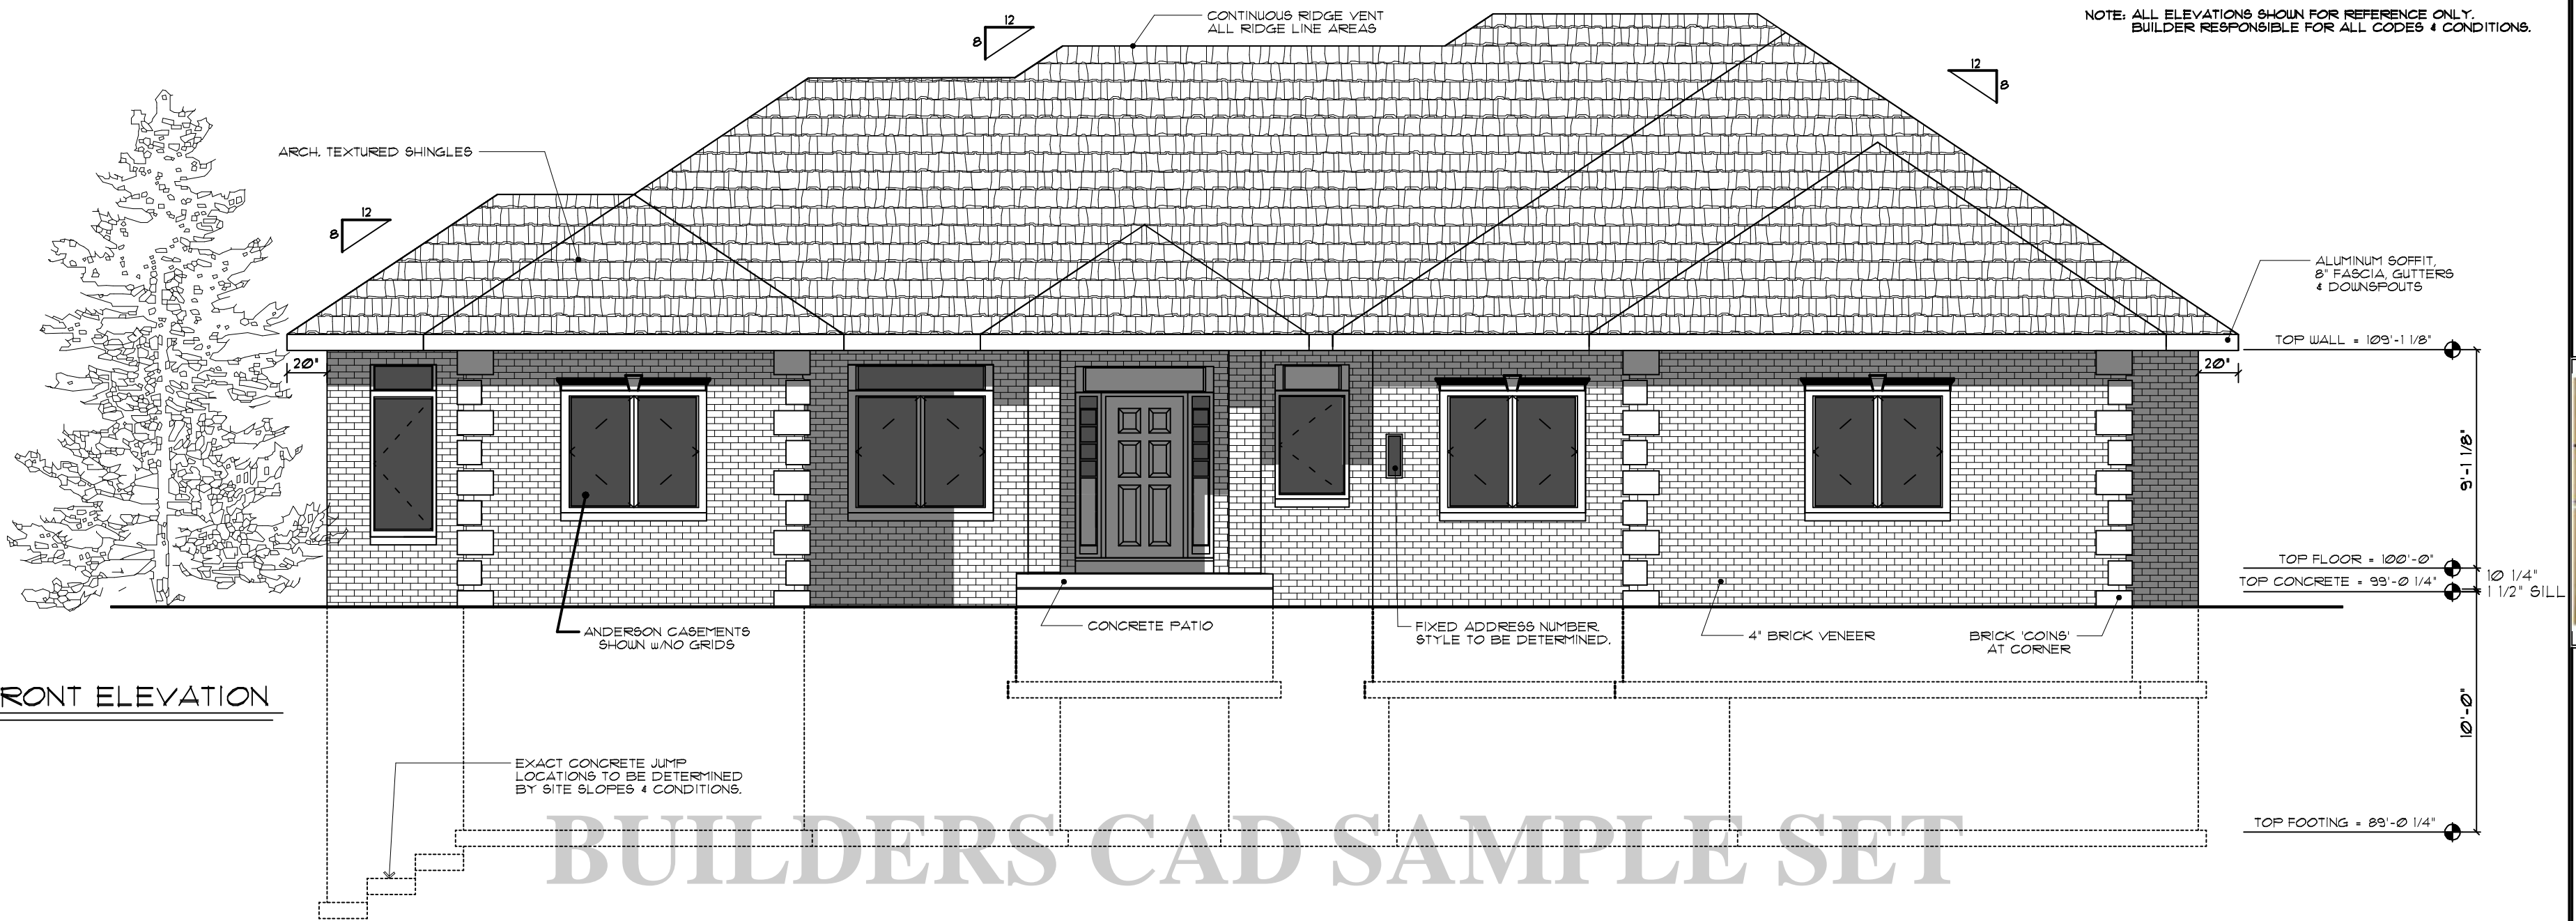 12
8
CONTINUOUS RIDGE VENT
ALL RIDGE LINE AREAS
NOTE: ALL ELEVATIONS SHOWN FOR REFERENCE ONLY.
BUILDER RESPONSIBLE FOR ALL CODES & CONDITIONS.
12
8
ARCH. TEXTURED SHINGLES
12
8
ALUMINUM SOFFIT,
8" FASCIA, GUTTERS
& DOWNSPOUTS
TOP WALL = 109'-1 1/8"
20"
20"
9'-1 1/8"
TOP FLOOR = 100'-0"
TOP CONCRETE = 99'-0 1/4"
10 1/4"
1 1/2" SILL
ANDERSON CASEMENTS
SHOWN W/NO GRIDS
CONCRETE PATIO
FIXED ADDRESS NUMBER
STYLE TO BE DETERMINED.
4" BRICK VENEER
BRICK 'COINS'
AT CORNER
RONT ELEVATION
10'-0"
EXACT CONCRETE JUMP
LOCATIONS TO BE DETERMINED
BY SITE SLOPES & CONDITIONS.
TOP FOOTING = 89'-0 1/4"
BUILDERS CAD SAMPLE SET